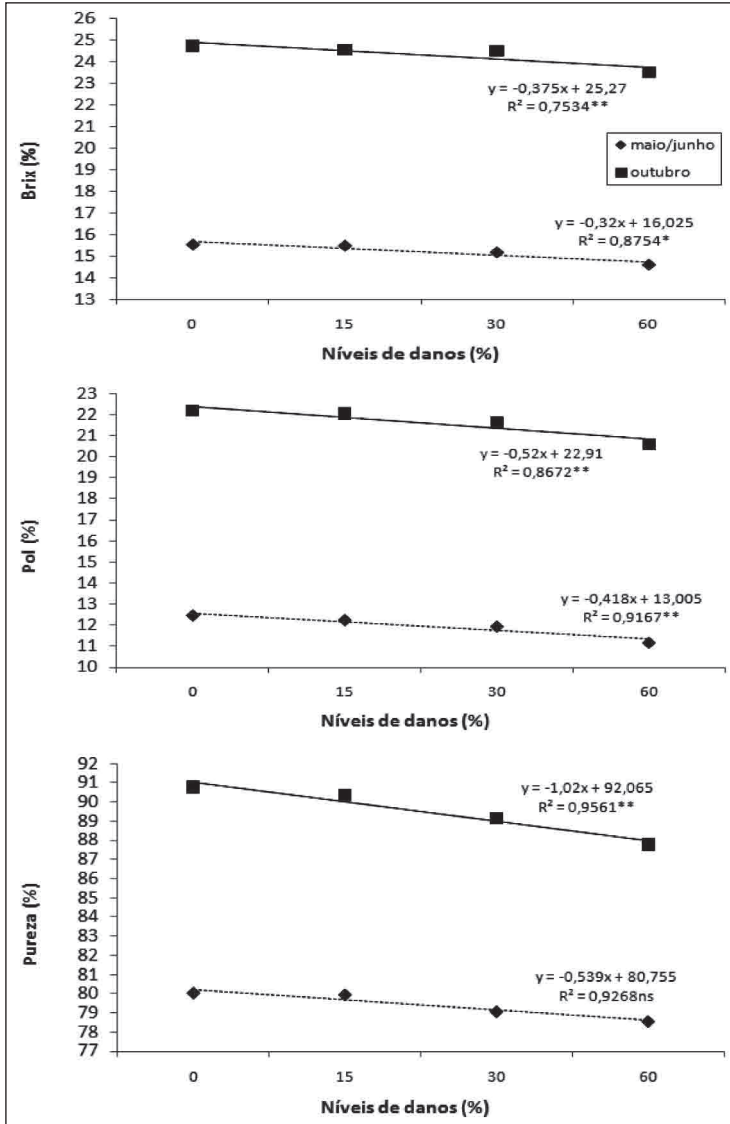 26
25
24
23
22
21
20
19
18
17
16
15
14
13
Brix (%)
y = -0,375x + 25,27
R² = 0,7534**
maio/junho
outubro
y = -0,32x + 16,025
R² = 0,8754*
0 15 30 60
Níveis de danos (%)
23
22
21
20
19
18
17
16
15
14
13
12
11
10
Pol (%)
y = -0,52x + 22,91
R² = 0,8672**
y = -0,418x + 13,005
R² = 0,9167**
0 15 30 60
Níveis de danos (%)
92
91
90
89
88
87
86
85
84
83
82
81
80
79
78
77
Pureza (%)
y = -1,02x + 92,065
R² = 0,9561**
y = -0,539x + 80,755
R² = 0,9268ns
0 15 30 60
Níveis de danos (%)